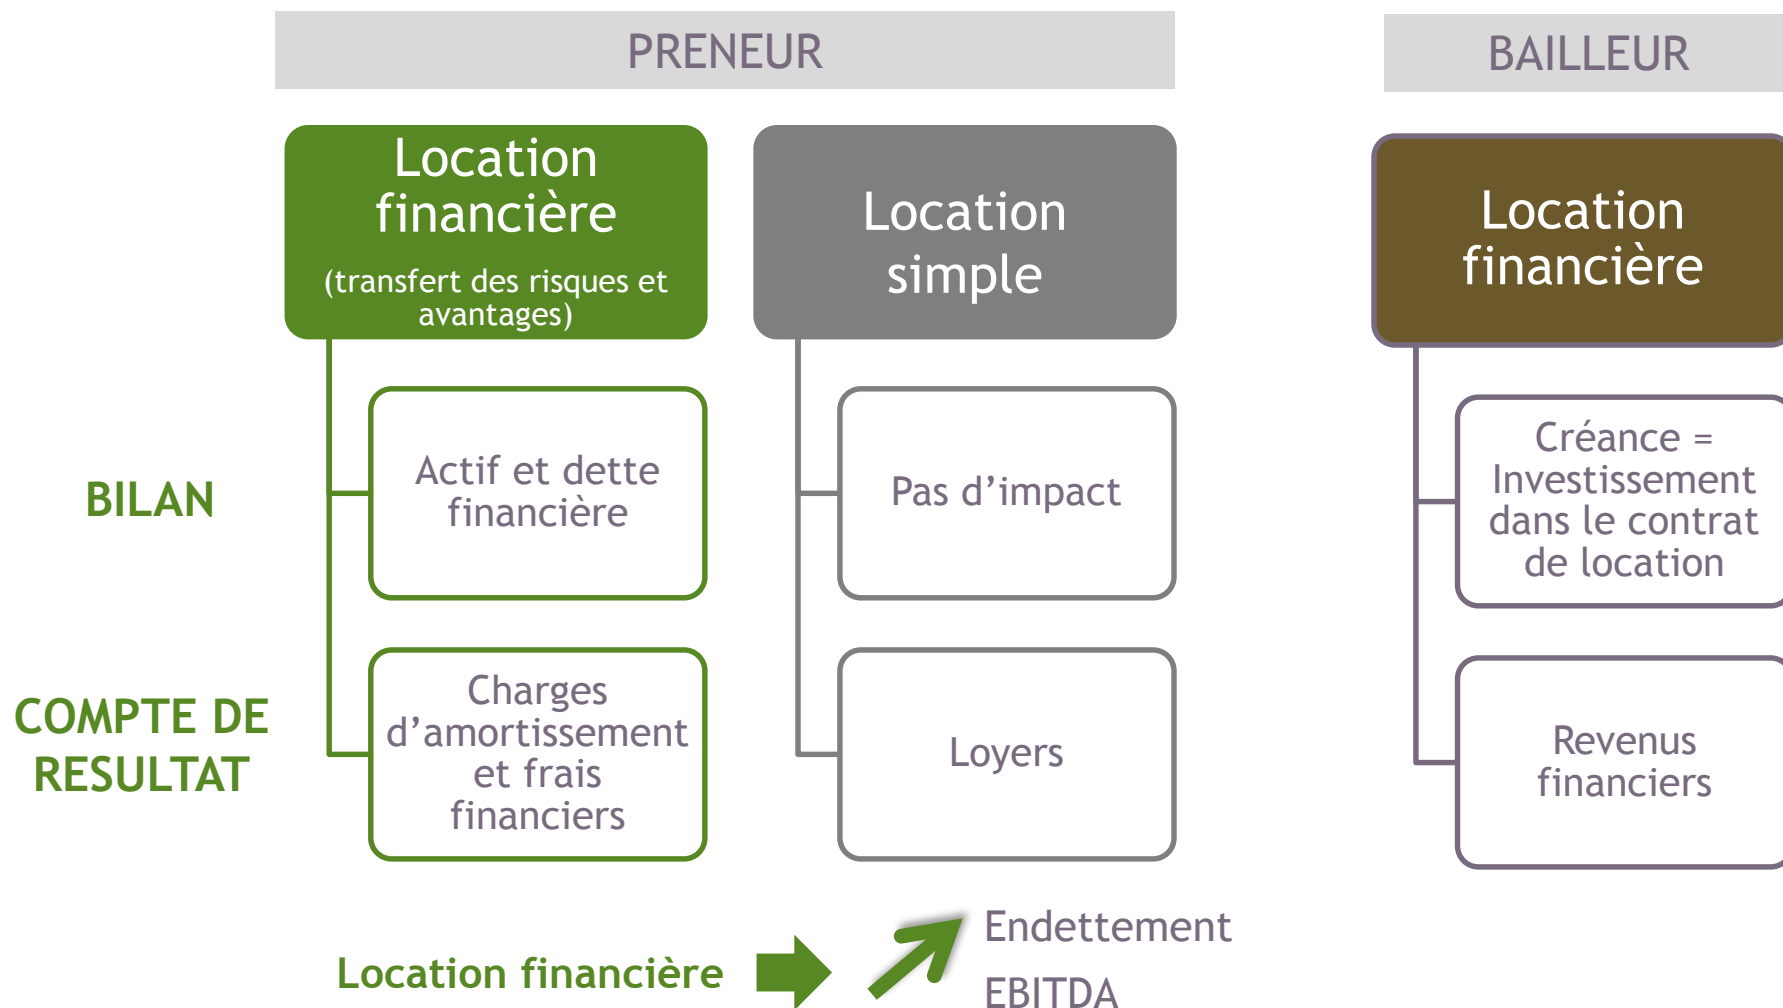 PRENEUR
BAILLEUR
Location
financière
(transfert des risques et
avantages)
Location
simple
Location
financière
BILAN
Actif et dette
financière
Pas d’impact
Créance =
Investissement
dans le contrat
de location
COMPTE DE
RESULTAT
Charges
d’amortissement
et frais
financiers
Loyers
Revenus
financiers
Location financière
Endettement
EBITDA